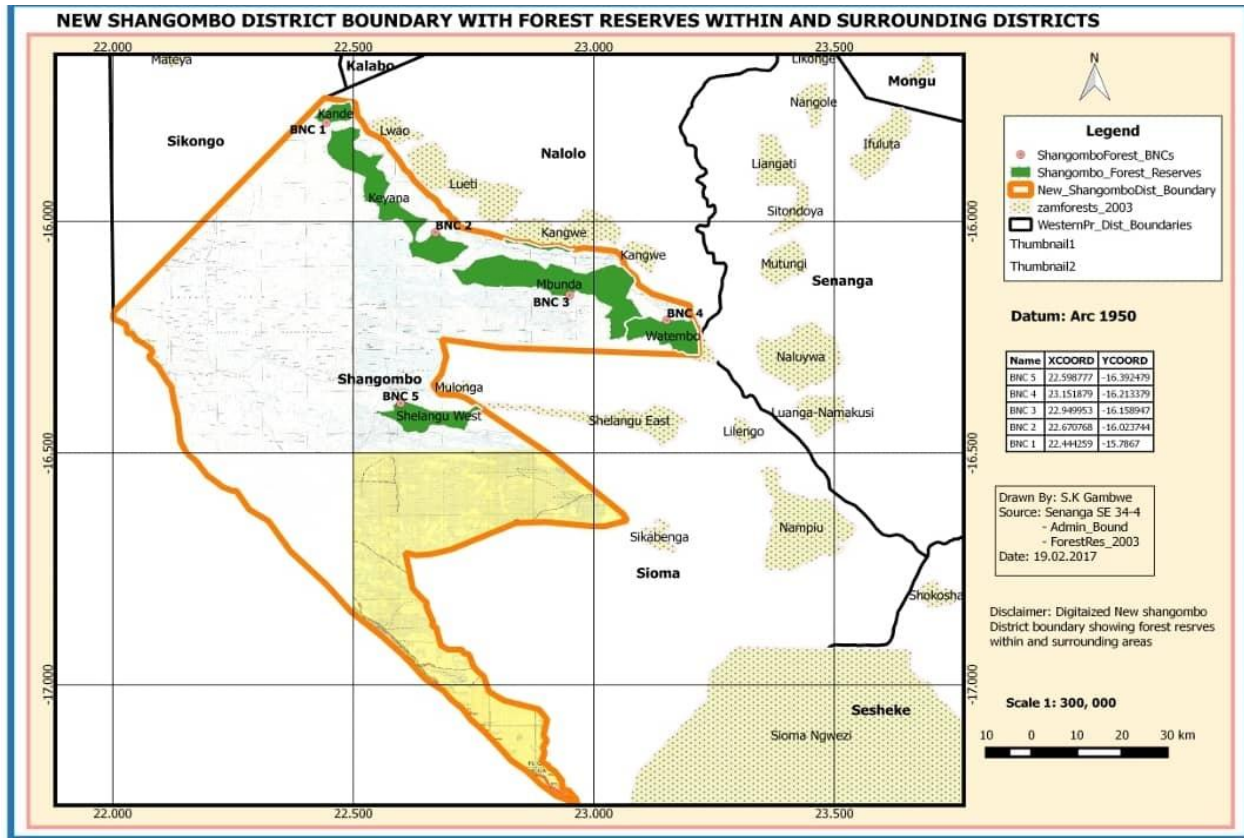 NEW SHANGOMBO DISTRICT BOUNDARY WITH FOREST RESERVES WITHIN AND SURROUNDING DISTRICTS
22.000
22.500
23.000
23.500
Mateya
Kalabo
Likonge
Mongu
N
Kande
Nangole
BNC 1
Lwao
Sikongo
Nalolo
Ifuluta
Liangati
Lueti
Keyana
Sitondoya
-16.000
-16.000
BNC 2
Kangwe
Kangwe
Mutungi
Senanga
Mbunda
BNC 3
BNC 4
Watembo
Naluywa
Shangombo
Mulonga
BNC 5
Shelangu West
Shelangu East
Luanga-Namakusi
Lilengo
-16.500
-16.500
Nampiu
Sikabenga
Sioma
Shokosha
-17.000
-17.000
Sesheke
Sioma Ngwezi
22.000
22.500
23.000
23.500
Legend
ShangomboForest_BNCs
Shangombo_Forest_Reserves
New_ShangomboDist_Boundary
zamforests_2003
WesternPr_Dist_Boundaries
Thumbnail1
Thumbnail2
Datum: Arc 1950
Name XCOORD YCOORD
BNC 5 22.598777 -16.392479
BNC 4 23.151879 -16.213379
BNC 3 22.949953 -16.158947
BNC 2 22.670768 -16.023744
BNC 1 22.444259 -15.7867
Drawn By: S.K Gambwe
Source: Senanga SE 34-4
- Admin_Bound
- ForestRes_2003
Date: 19.02.2017
Disclaimer: Digitaized New shangombo
District boundary showing forest resrves
within and surrounding areas
Scale 1: 300, 000
10 0 10 20 30 km